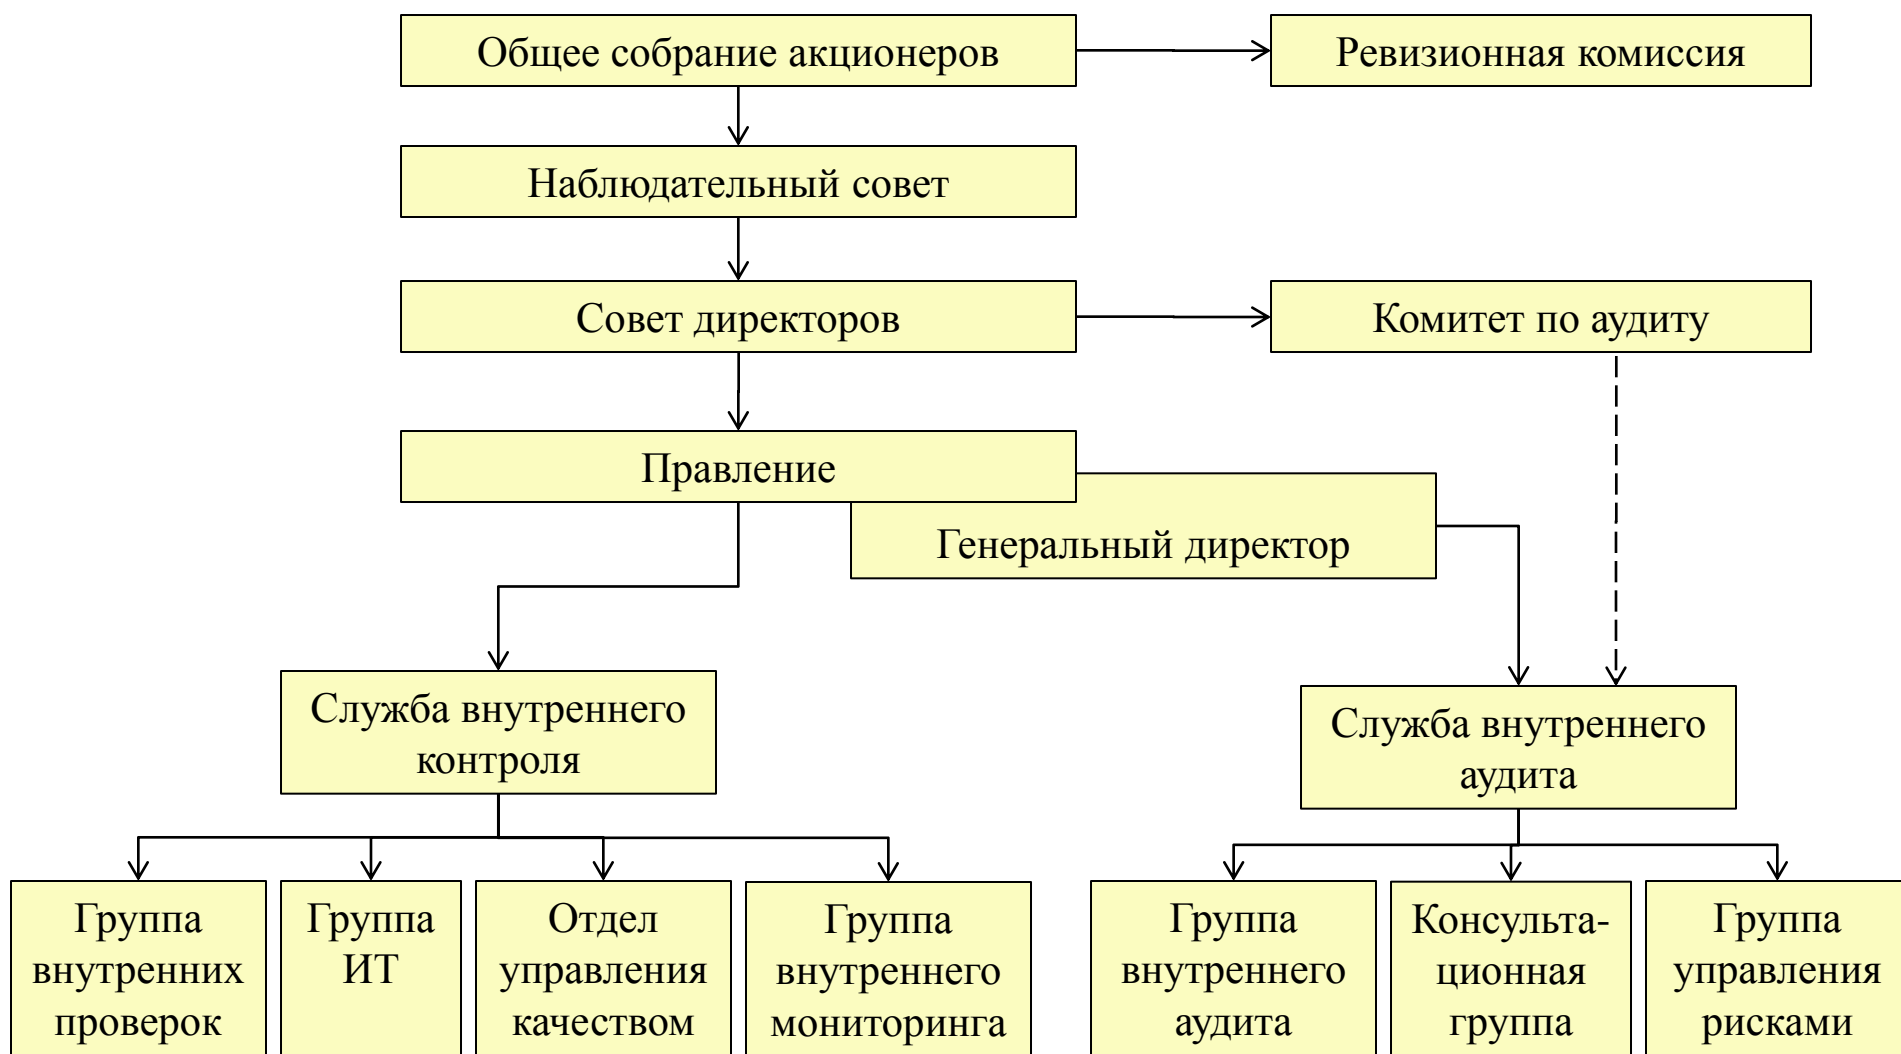 Общее собрание акционеров
Ревизионная комиссия
Наблюдательный совет
Совет директоров
Комитет по аудиту
Правление
Генеральный директор
Служба внутреннего
контроля
Служба внутреннего
аудита
Группа
внутренних
проверок
Группа
ИТ
Отдел
управления
качеством
Группа
внутреннего
мониторинга
Группа
внутреннего
аудита
Консульта-
ционная
группа
Группа
управления
рисками